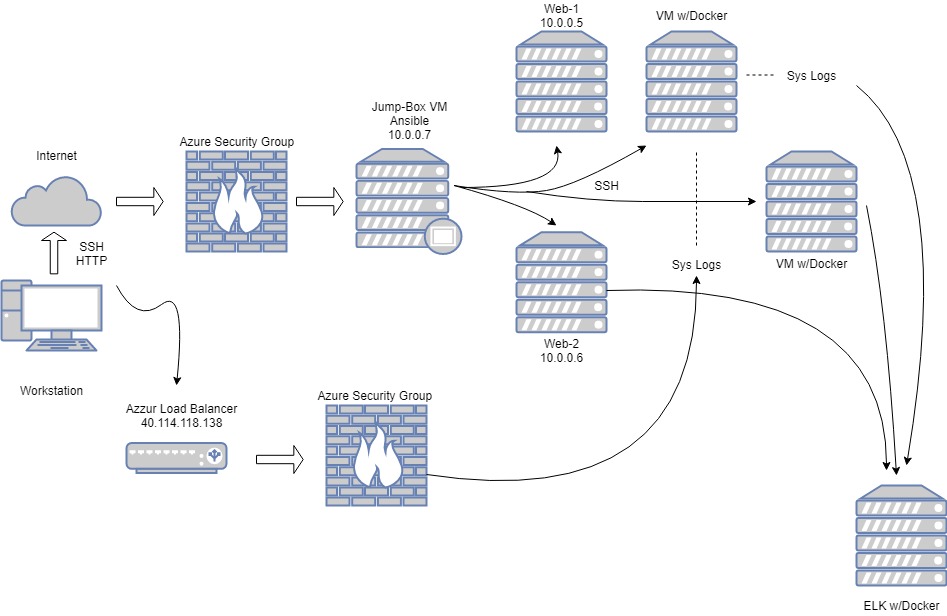 Web-1
10.0.0.5
VM w/Docker
Sys Logs
Jump-Box VM
Ansible
10.0.0.7
Azure Security Group
Internet
SSH
SSH
HTTP
Sys Logs
VM w/Docker
Web-2
10.0.0.6
Workstation
Azzur Load Balancer
40.114.118.138
Azure Security Group
ELK w/Docker